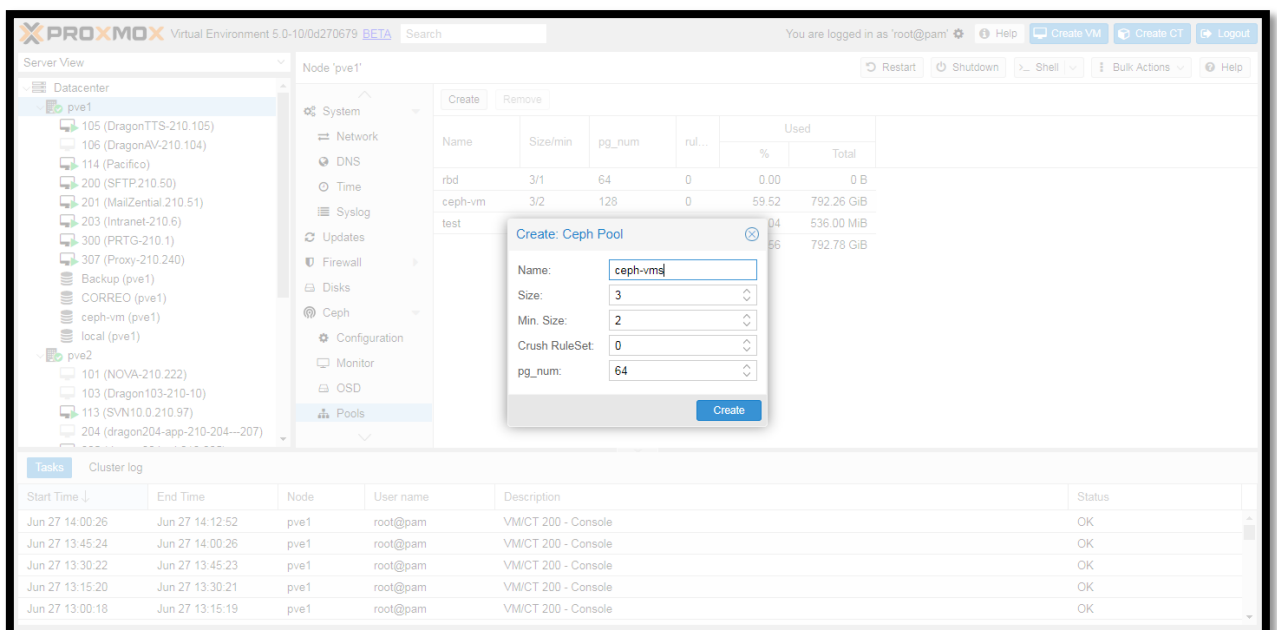 PROXMOX Virtual Environment 5.0-10/0d270679 BETA Search You are logged in as 'root@pam' Help Create VM Create CT Logout
Server View
Datacenter
pve1
105 (DragonTTS-210.105)
106 (DragonAV-210.104)
114 (Pacifico)
200 (SFTP.210.50)
201 (MailZential.210.51)
203 (Intranet-210.6)
300 (PRTG-210.1)
307 (Proxy-210.240)
Backup (pve1)
CORREO (pve1)
ceph-vm (pve1)
local (pve1)
pve2
101 (NOVA-210.222)
103 (Dragon103-210-10)
113 (SVN10.0.210.97)
204 (dragon204-app-210-204---207)
Node 'pve1' Restart Shutdown >_ Shell Bulk Actions Help
System
Network
DNS
Time
Syslog
Updates
Firewall
Disks
Ceph
Configuration
Monitor
OSD
Pools
Create Remove
Name Size/min pg_num rul... Used
% Total
rbd 3/1 64 0 0.00 0 B
ceph-vm 3/2 128 0 59.52 792.26 GiB
test 04 536.00 MiB
56 792.78 GiB
Create: Ceph Pool
Name: ceph-vms
Size: 3
Min. Size: 2
Crush RuleSet: 0
pg_num: 64
Create
Tasks Cluster log
Start Time ↓ End Time Node User name Description Status
Jun 27 14:00:26 Jun 27 14:12:52 pve1 root@pam VM/CT 200 - Console OK
Jun 27 13:45:24 Jun 27 14:00:26 pve1 root@pam VM/CT 200 - Console OK
Jun 27 13:30:22 Jun 27 13:45:23 pve1 root@pam VM/CT 200 - Console OK
Jun 27 13:15:20 Jun 27 13:30:21 pve1 root@pam VM/CT 200 - Console OK
Jun 27 13:00:18 Jun 27 13:15:19 pve1 root@pam VM/CT 200 - Console OK